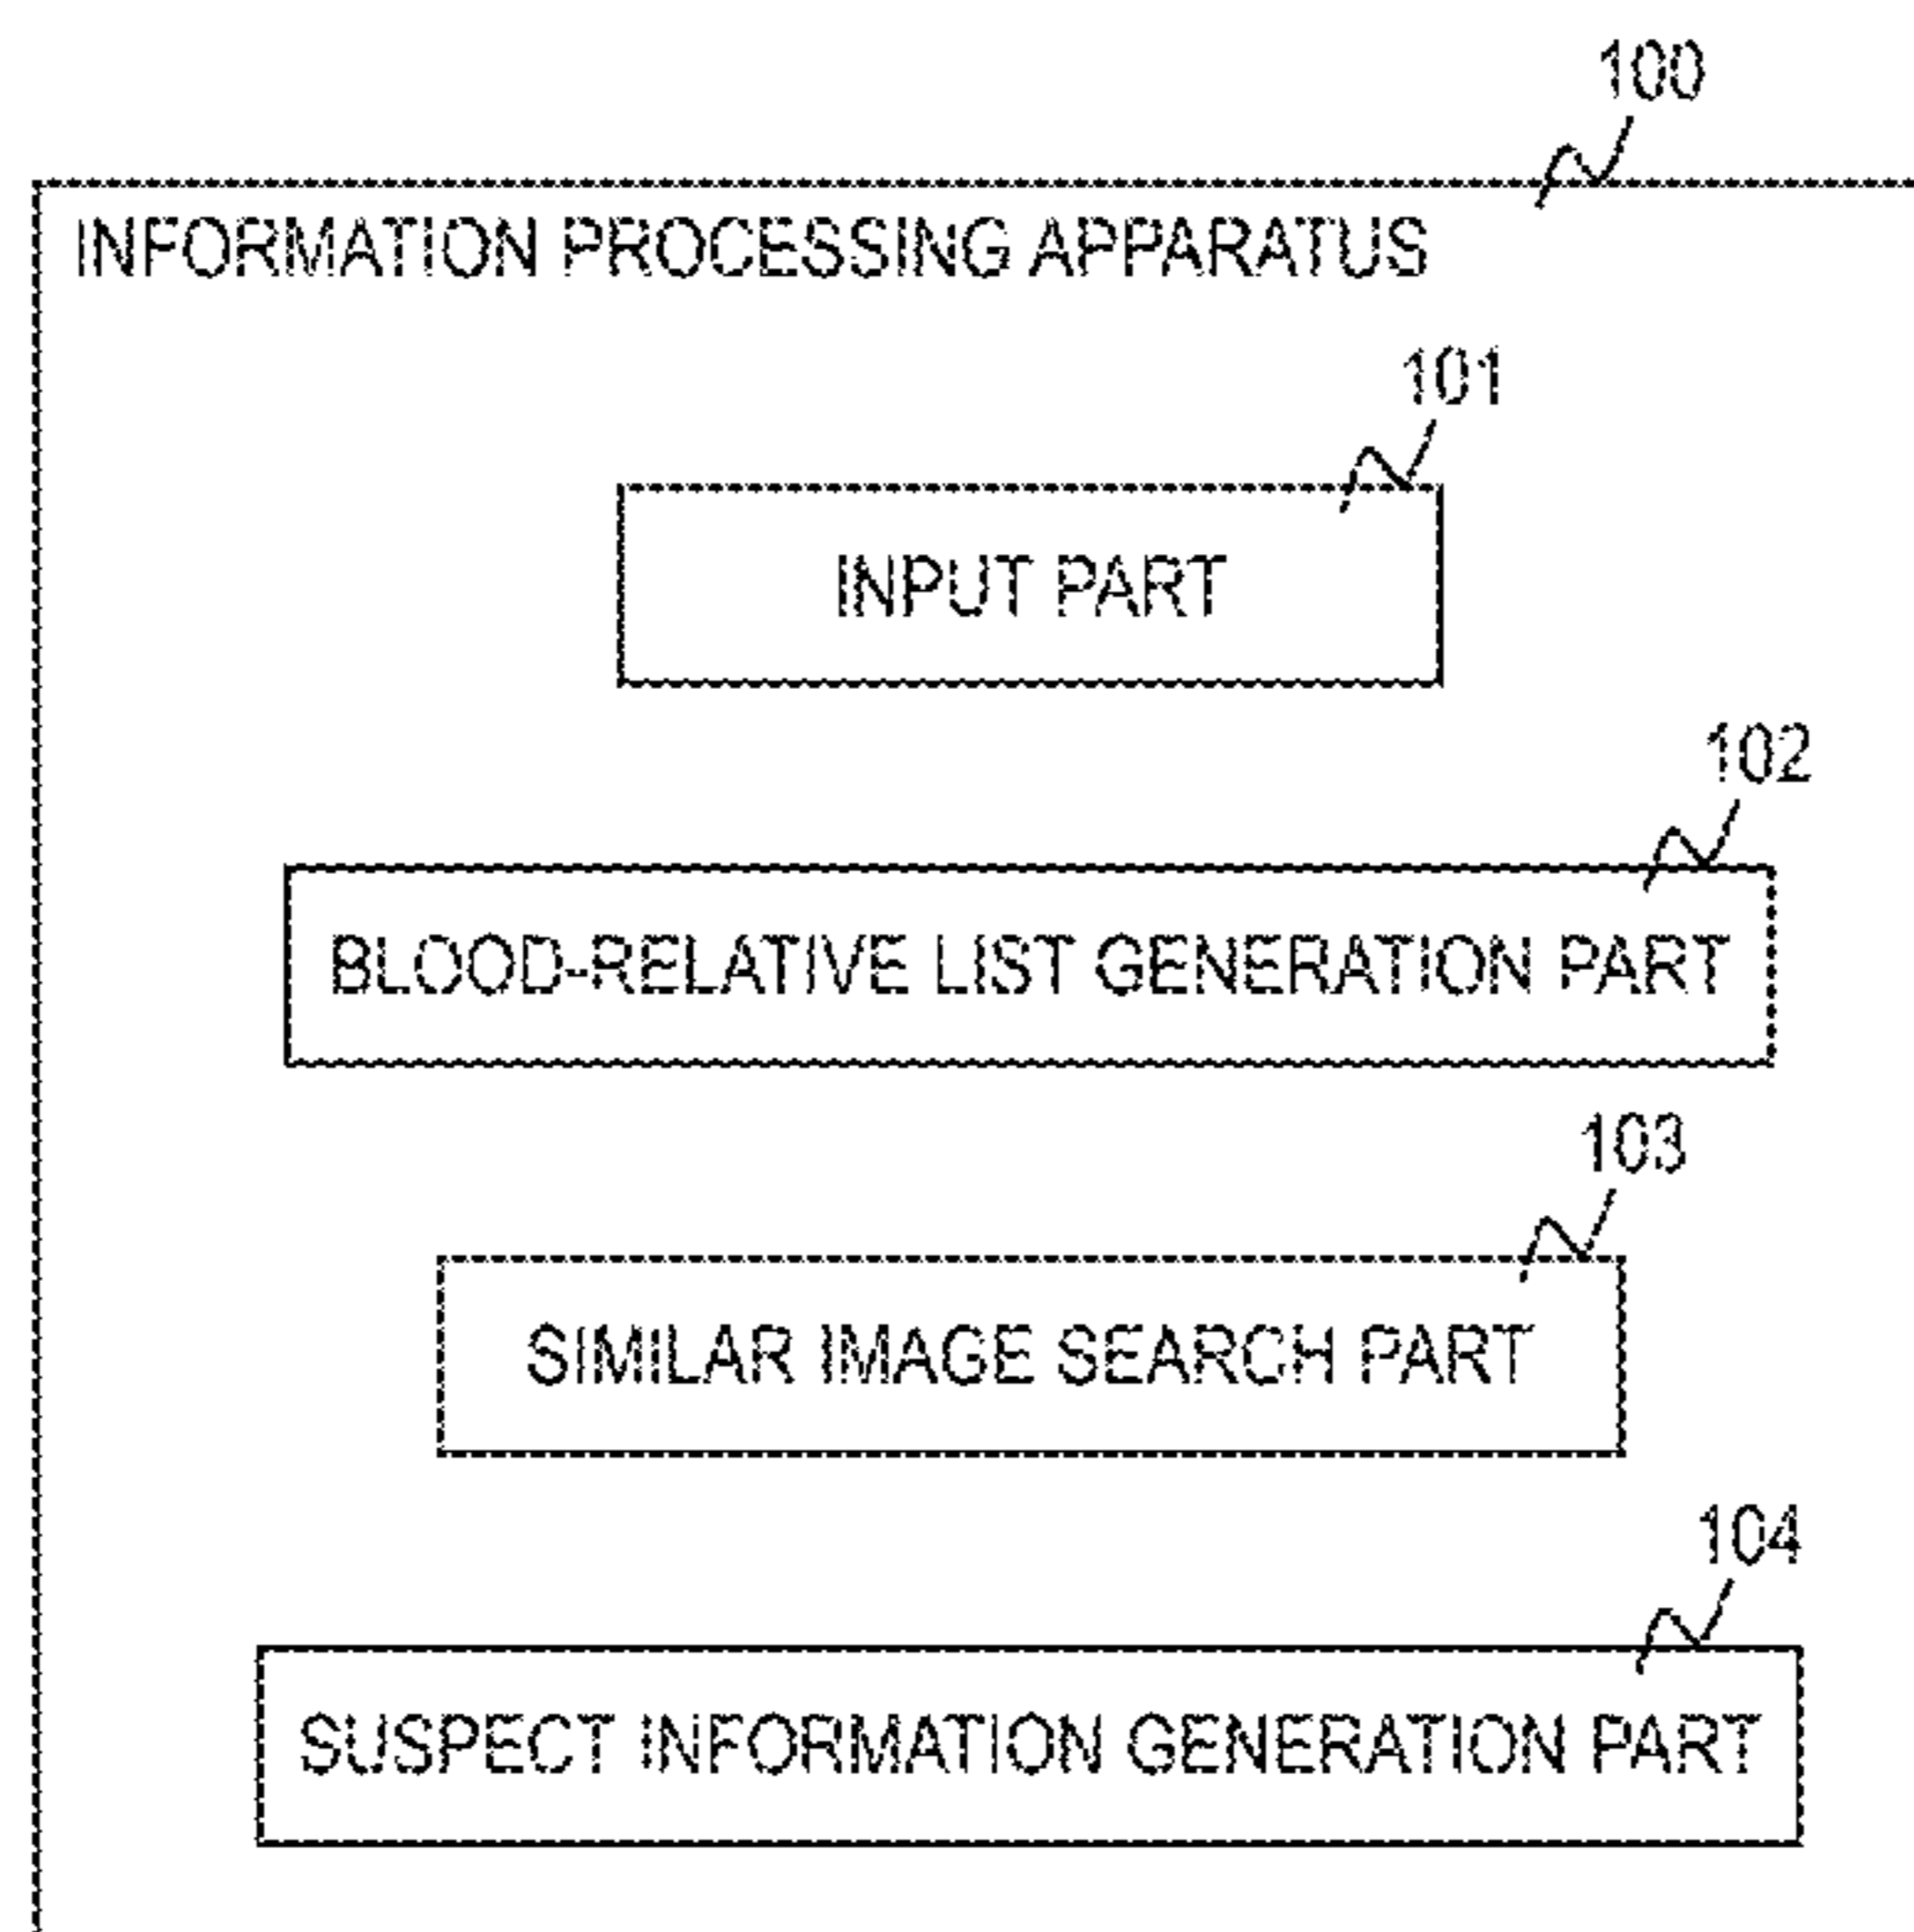 100
INFORMATION PROCESSING APPARATUS
101
INPUT PART
102
BLOOD-RELATIVE LIST GENERATION PART
103
SIMILAR IMAGE SEARCH PART
104
SUSPECT INFORMATION GENERATION PART